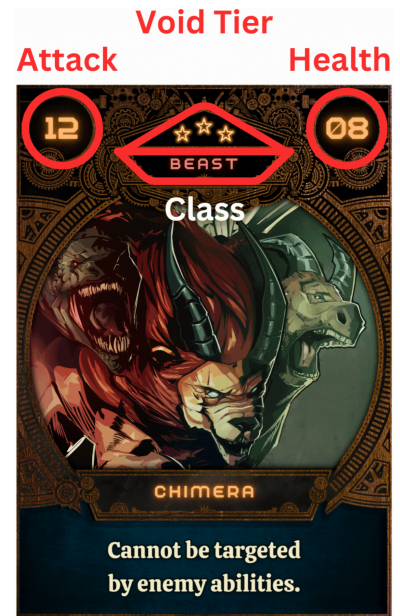 Void Tier
Attack
Health
12
08
BEAST
Class
CHIMERA
Cannot be targeted
by enemy abilities.